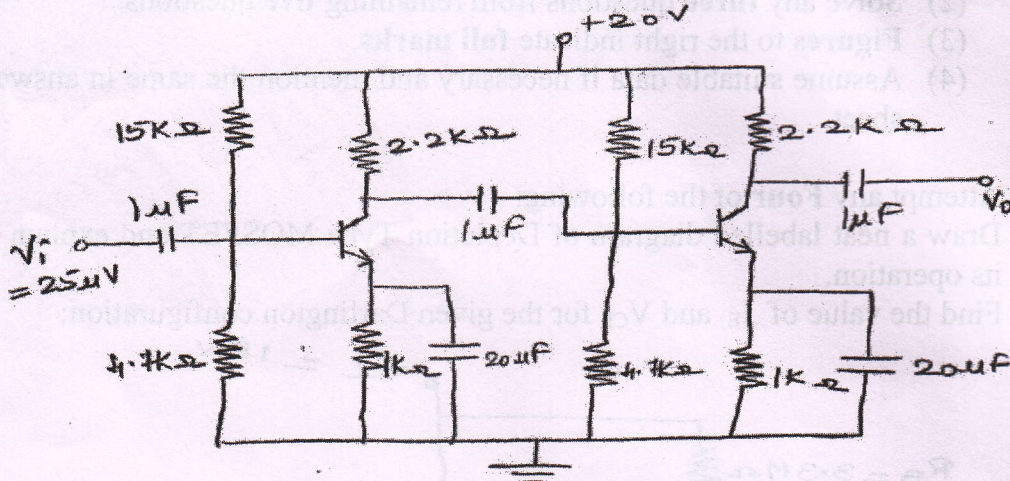 +20V
15KΩ
2.2KΩ
15KΩ
2.2KΩ
1µF
1µF
Vi
= 25µV
Vo
4.7KΩ
1KΩ
20µF
4.7KΩ
1KΩ
20µF
(2) Solve any three questions from remaining five questions.
(3) Figures to the right indicate full marks.
(4) Assume suitable data if necessary and mention the same in answer
sheet.
Attempt any Four of the following:
Draw a neat labelled diagram of Depletion Type MOSFET and explain
its operation.
Find the value of and for the given Darlington configuration.